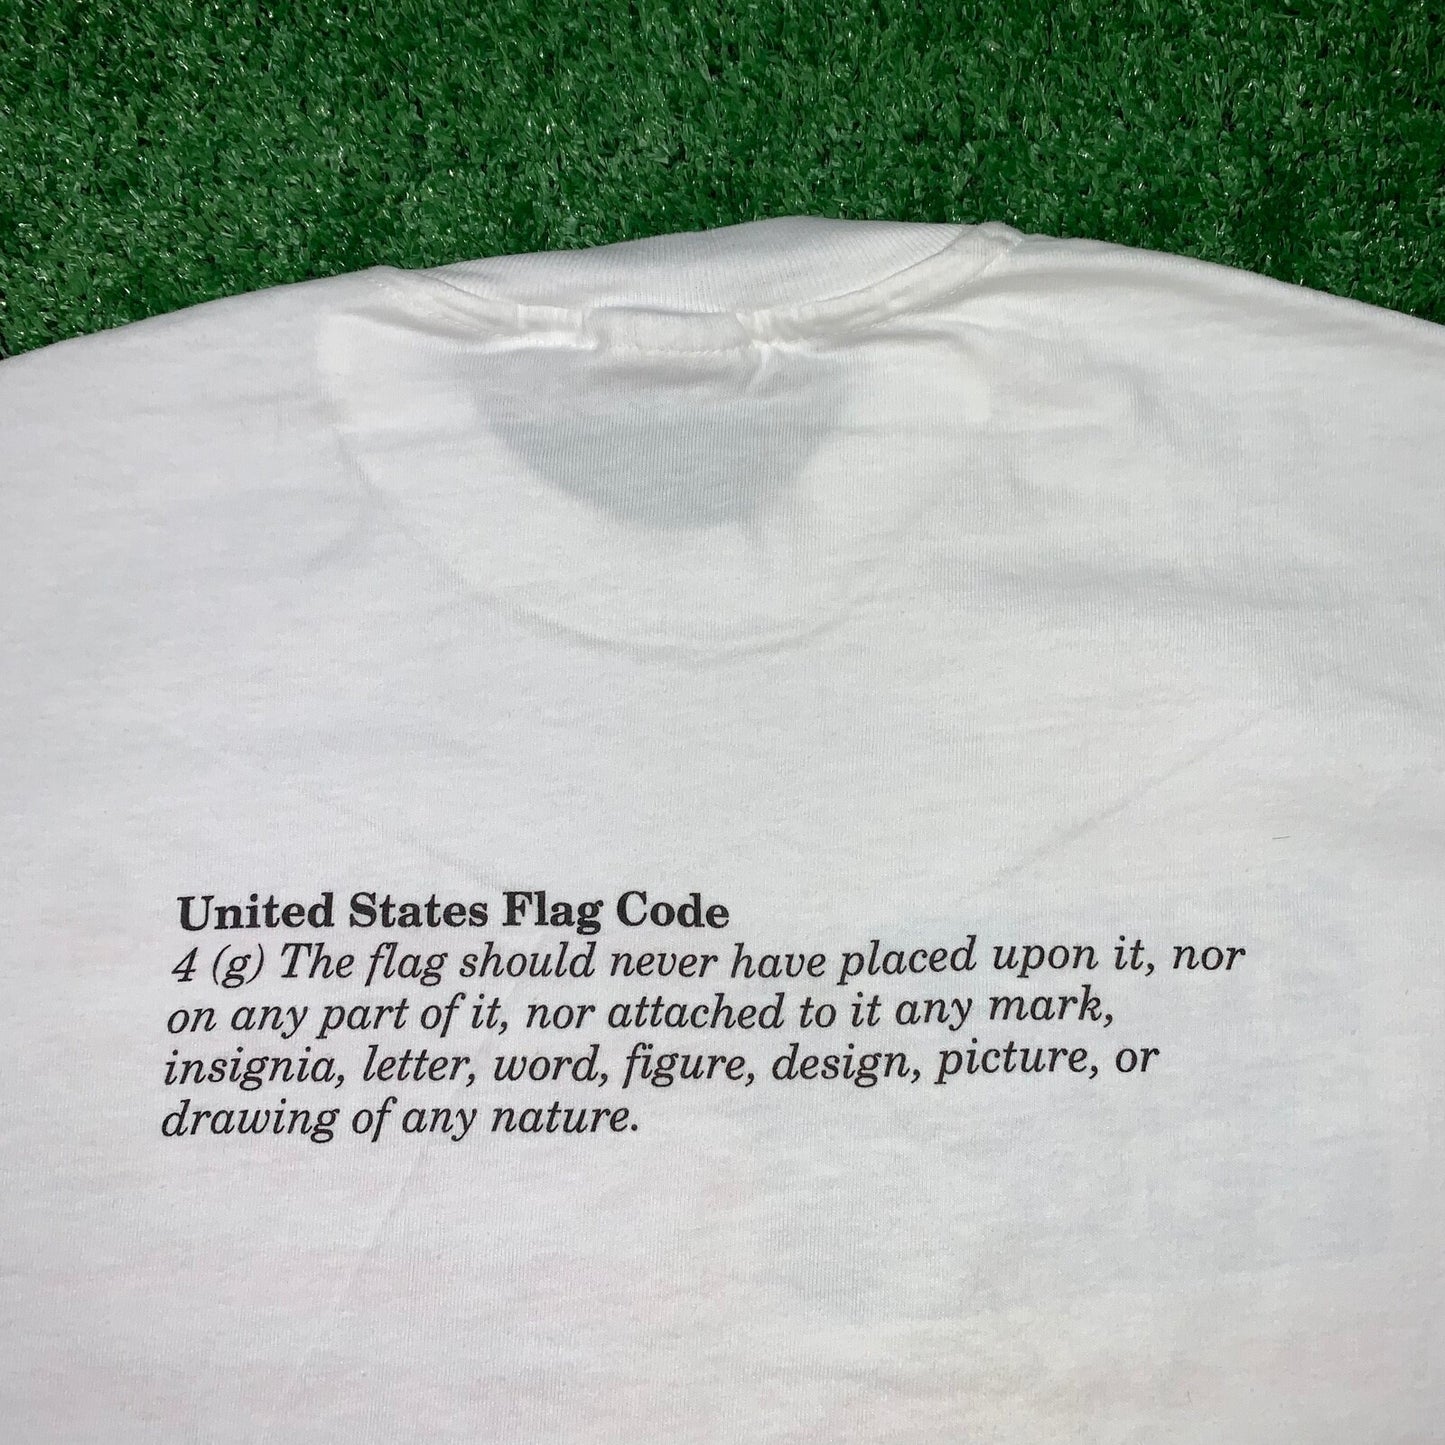 United States Flag Code
4 (g) The flag should never have placed upon it, nor
on any part of it, nor attached to it any mark,
insignia, letter, word, figure, design, picture, or
drawing of any nature.